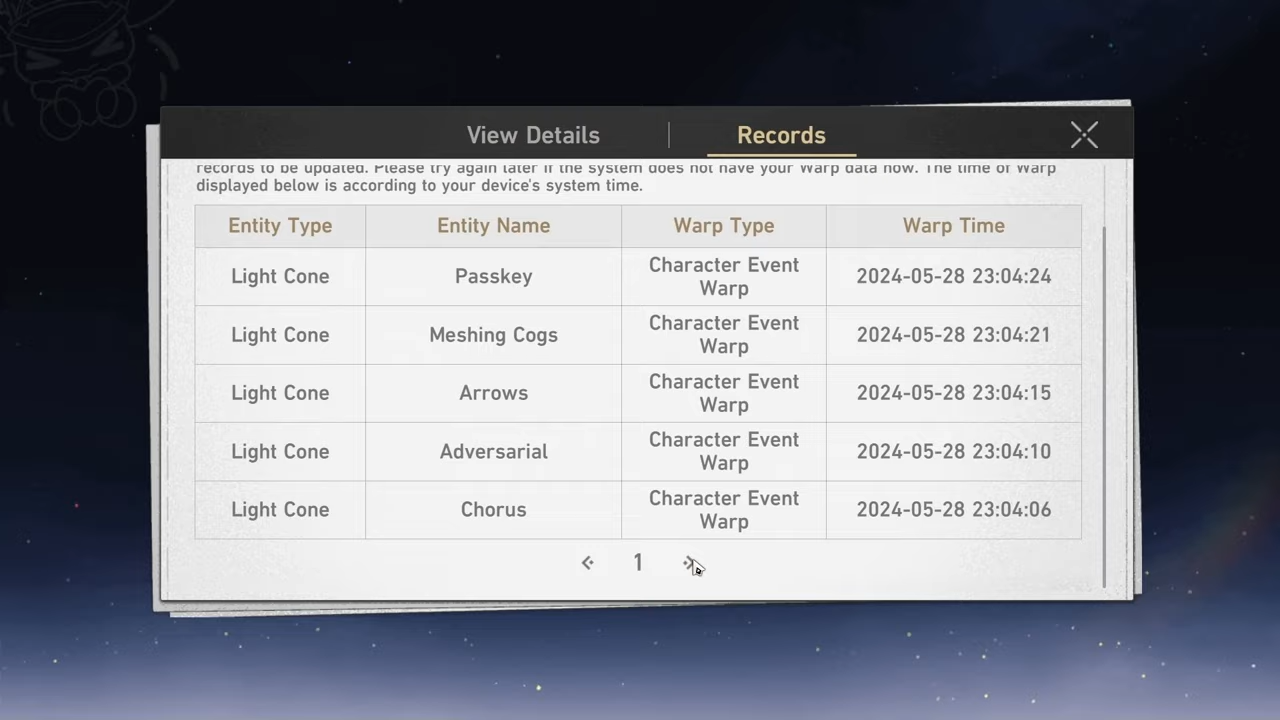 View Details
Records
records to be updated. Please try again later if the system does not have your Warp data now. The time of Warp
displayed below is according to your device's system time.
Entity Type Entity Name Warp Type Warp Time
Light Cone Passkey Character Event Warp 2024-05-28 23:04:24
Light Cone Meshing Cogs Character Event Warp 2024-05-28 23:04:21
Light Cone Arrows Character Event Warp 2024-05-28 23:04:15
Light Cone Adversarial Character Event Warp 2024-05-28 23:04:10
Light Cone Chorus Character Event Warp 2024-05-28 23:04:06
1